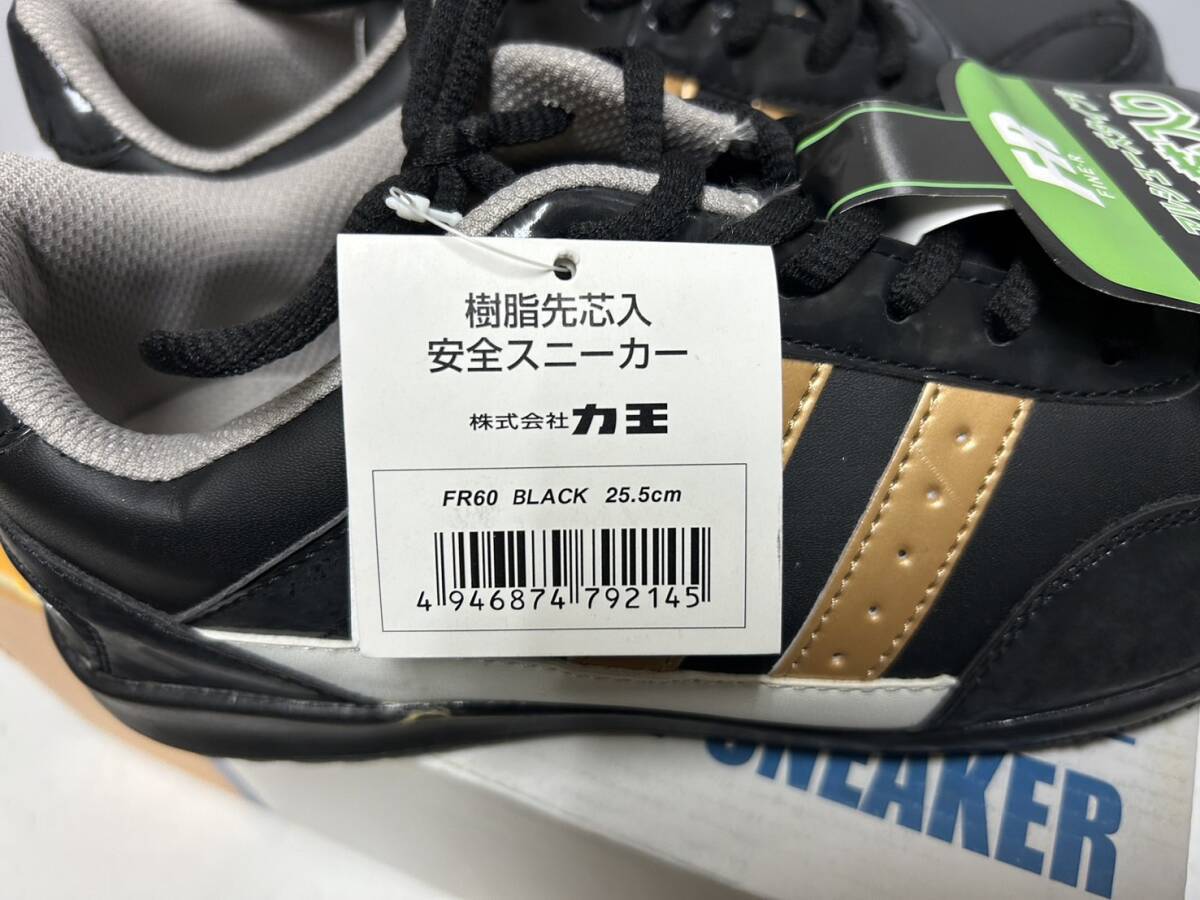 樹脂先芯入
安全スニーカー
株式会社力王
FR60 BLACK 25.5cm
4 946874 792145
FINE-R
SNEAKER